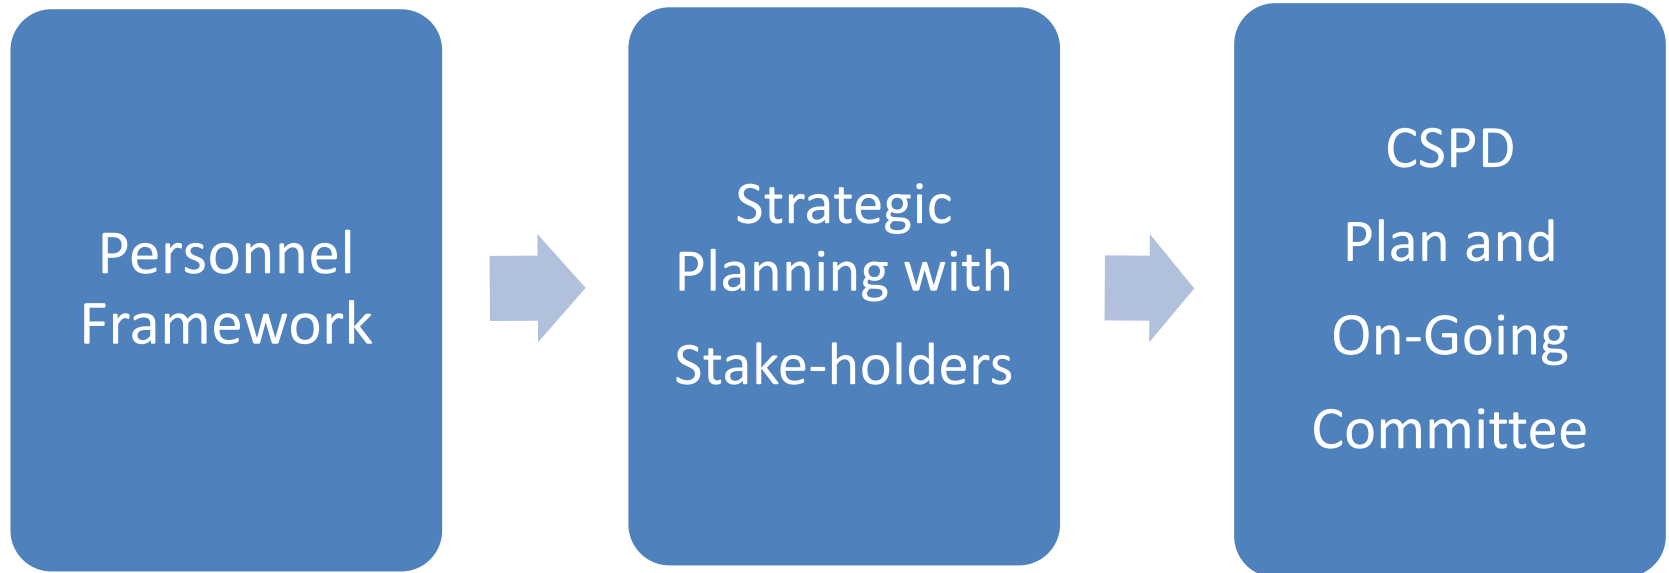 Personnel
Framework
Strategic
Planning with
Stake-holders
CSPD
Plan and
On-Going
Committee